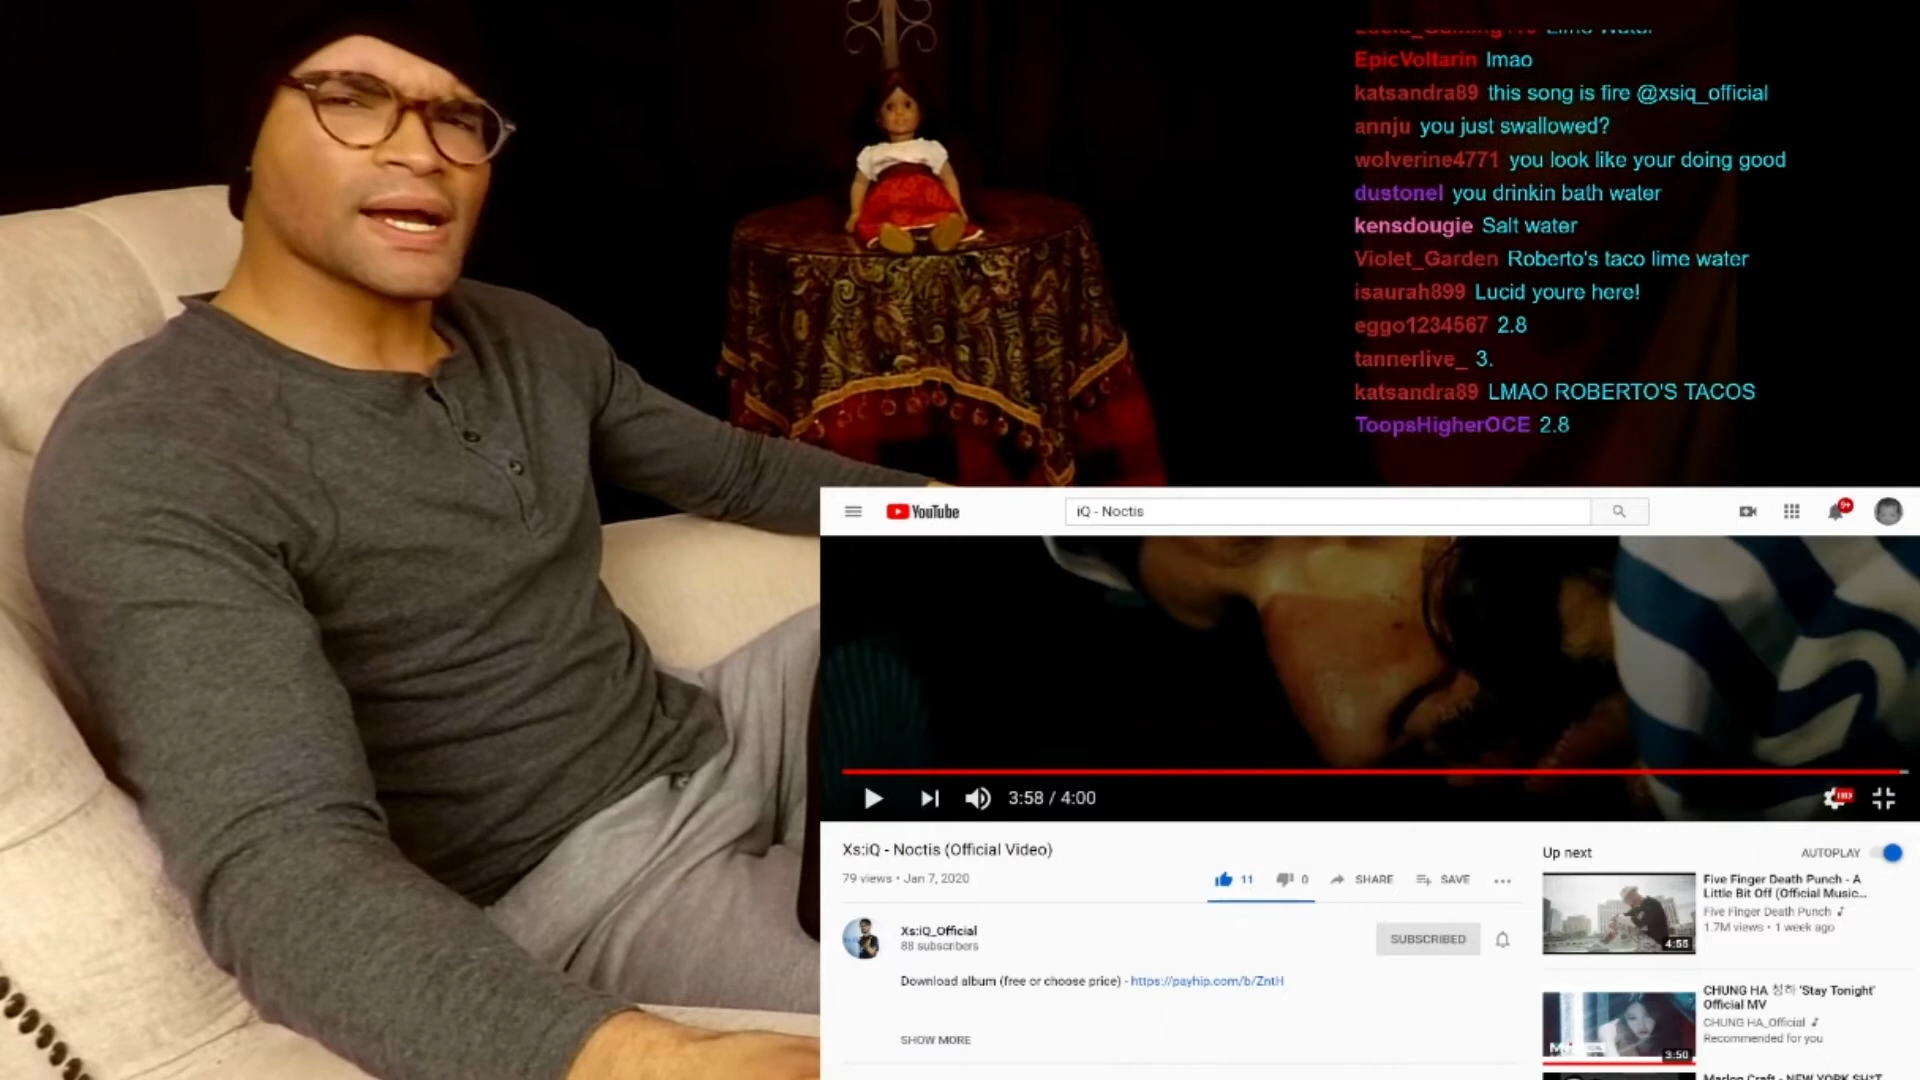 EpicVoltarin lmao
katsandra89 this song is fire @xsiq_official
annju you just swallowed?
wolverine4771 you look like your doing good
dustonel you drinkin bath water
kensdougie Salt water
Violet_Garden Roberto's taco lime water
isaurah899 Lucid youre here!
eggo1234567 2.8
tannerlive_ 3.
katsandra89 LMAO ROBERTO'S TACOS
ToopsHigherOCE 2.8
YouTube
iQ - Noctis
9+
3:58 / 4:00
HD
Xs:iQ - Noctis (Official Video)
79 views • Jan 7, 2020
11
0
SHARE
SAVE
Xs:iQ_Official
88 subscribers
SUBSCRIBED
Download album (free or choose price) - https://payhip.com/b/ZntH
SHOW MORE
Up next
AUTOPLAY
Five Finger Death Punch - A
Little Bit Off (Official Music...
Five Finger Death Punch
1.7M views • 1 week ago
4:55
CHUNG HA 청하 'Stay Tonight'
Official MV
CHUNG HA_Official
Recommended for you
3:50